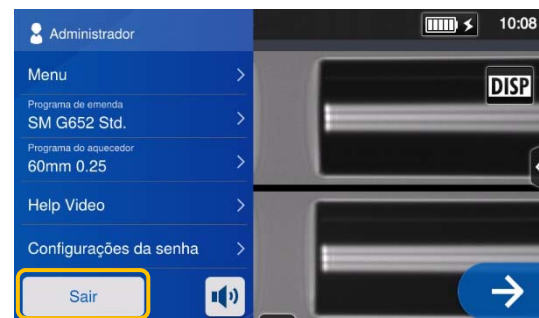 Administrador
10:08
Menu
DISP
Programa de emenda
SM G652 Std.
Programa do aquecedor
60mm 0.25
Help Video
Configurações da senha
Sair